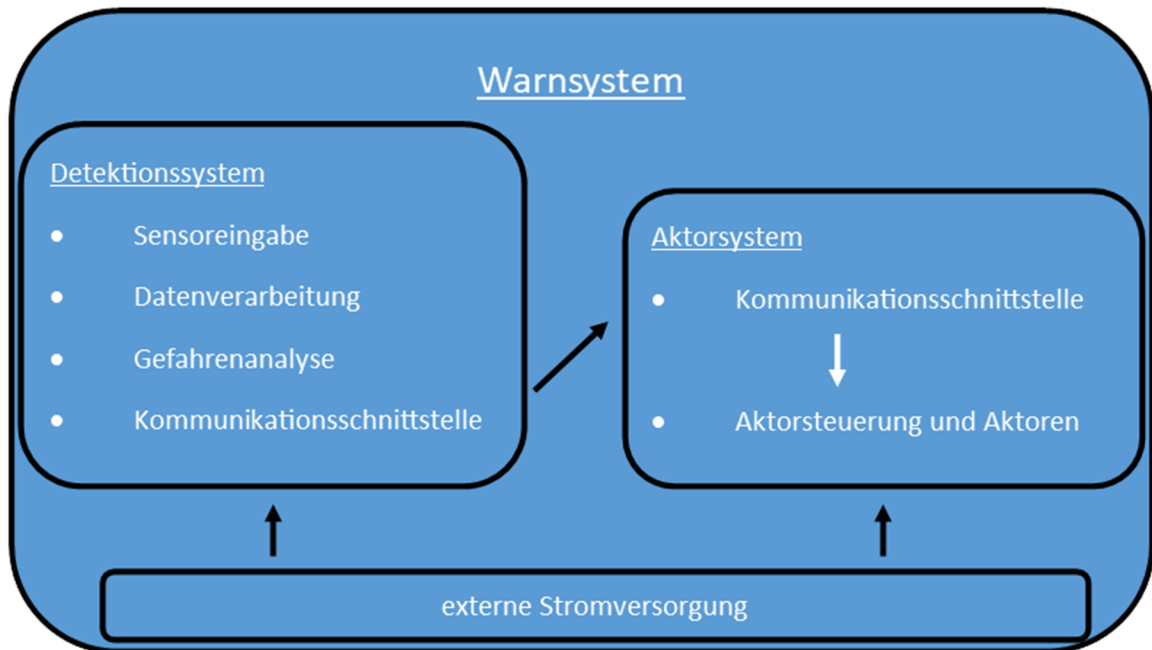 Warnsystem
Detektionssystem
• Sensoreingabe
• Datenverarbeitung
• Gefahrenanalyse
• Kommunikationsschnittstelle
Aktorsystem
• Kommunikationsschnittstelle
• Aktorsteuerung und Aktoren
externe Stromversorgung